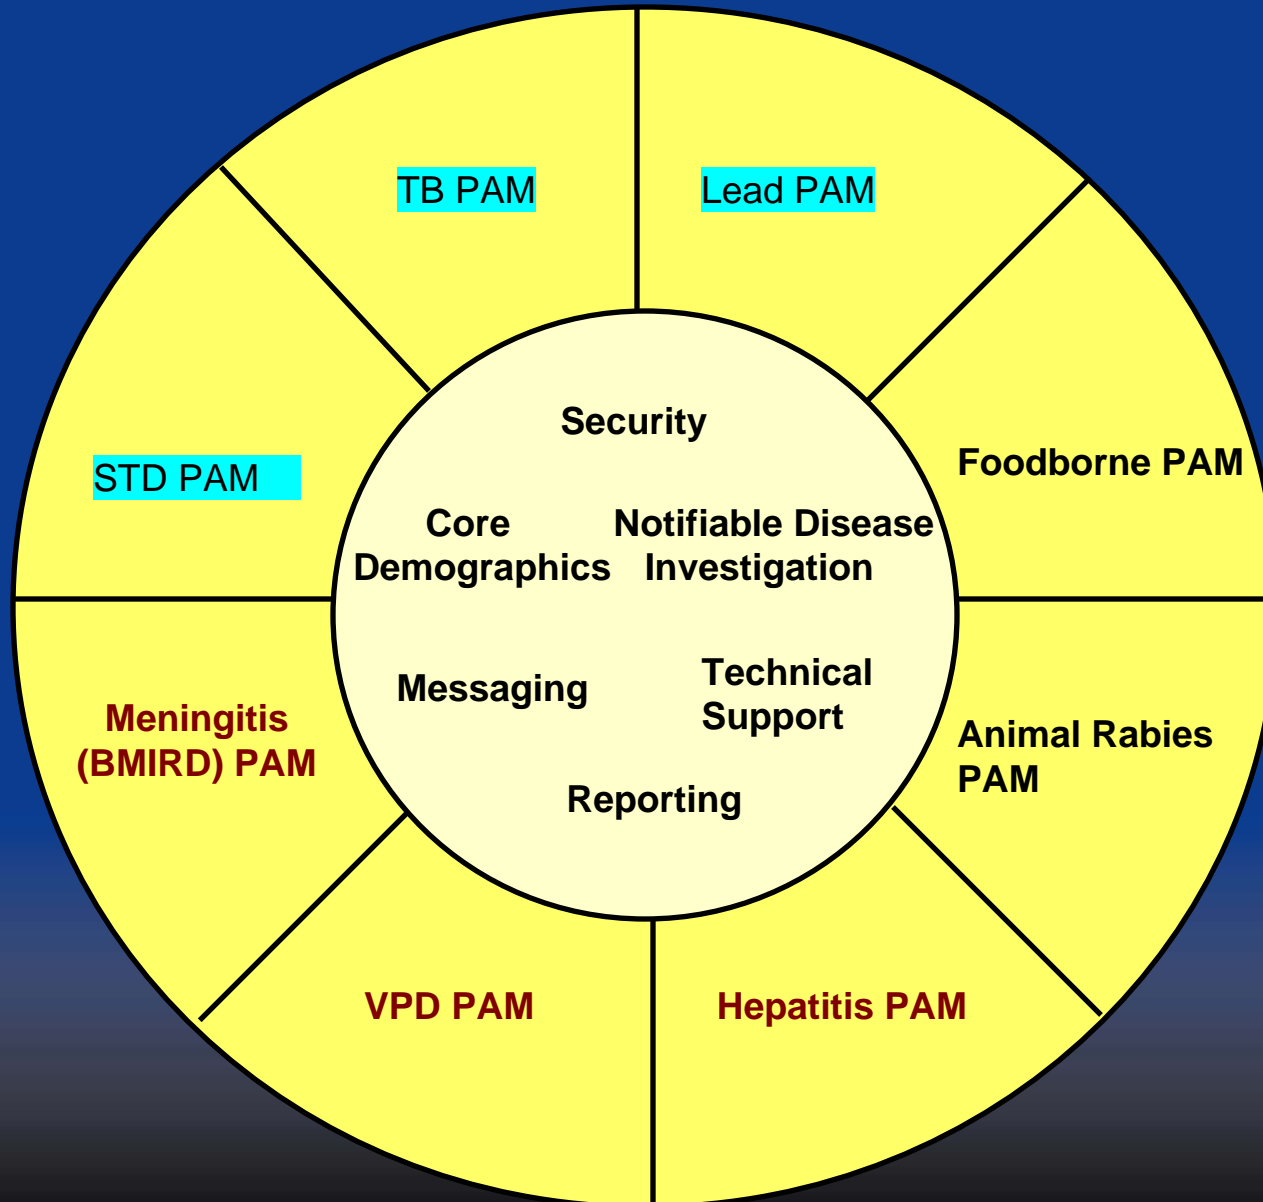 TB PAM
Lead PAM
STD PAM
Foodborne PAM
Security
Core
Demographics
Notifiable Disease
Investigation
Messaging
Technical
Support
Reporting
Meningitis
(BMIRD) PAM
Animal Rabies
PAM
VPD PAM
Hepatitis PAM